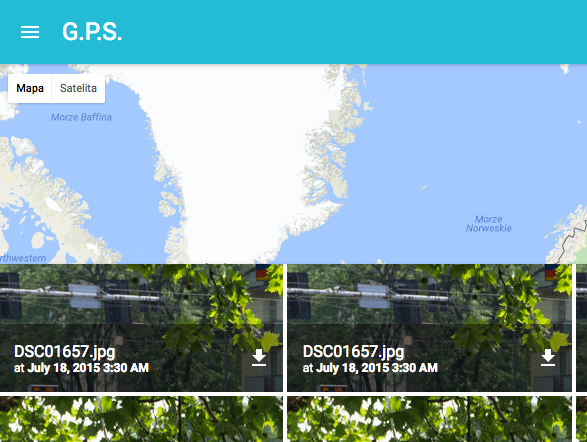 G.P.S.
Mapa Satelita
Morze Baffina
Morze
Norweskie
rthwestern
DSC01657.jpg
at July 18, 2015 3:30 AM
DSC01657.jpg
at July 18, 2015 3:30 AM